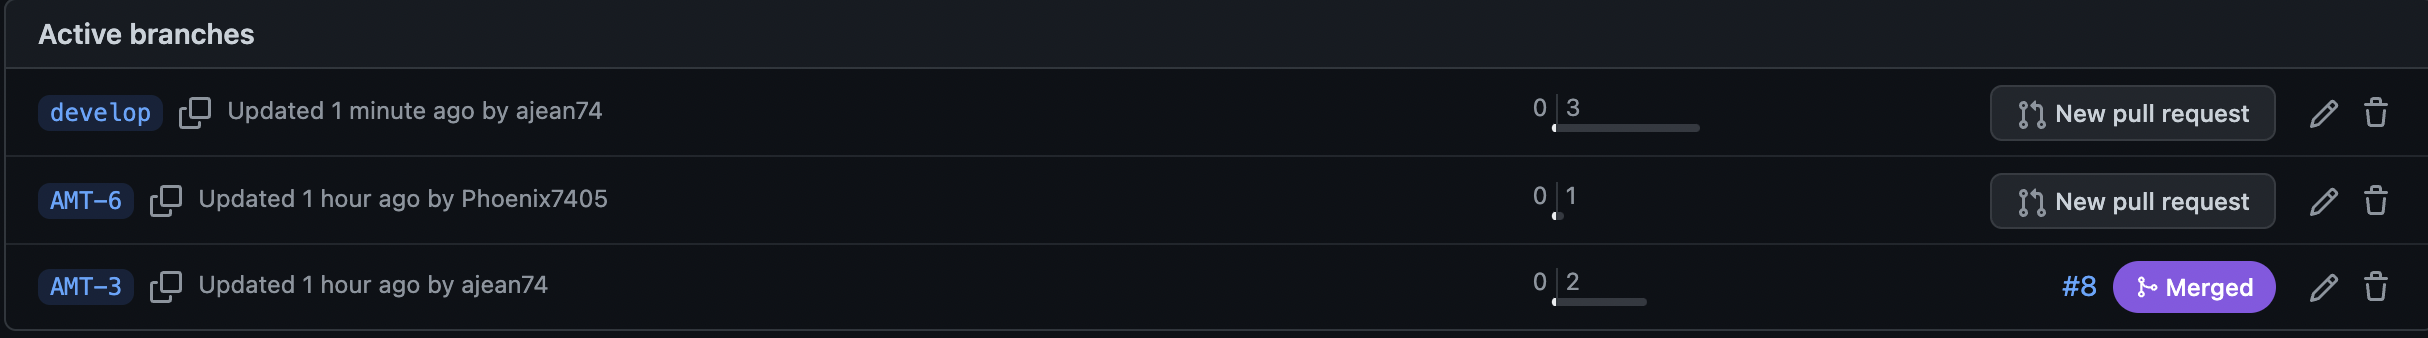 Active branches
develop Updated 1 minute ago by ajean74 0 3 New pull request
AMT-6 Updated 1 hour ago by Phoenix7405 0 1 New pull request
AMT-3 Updated 1 hour ago by ajean74 0 2 #8 Merged